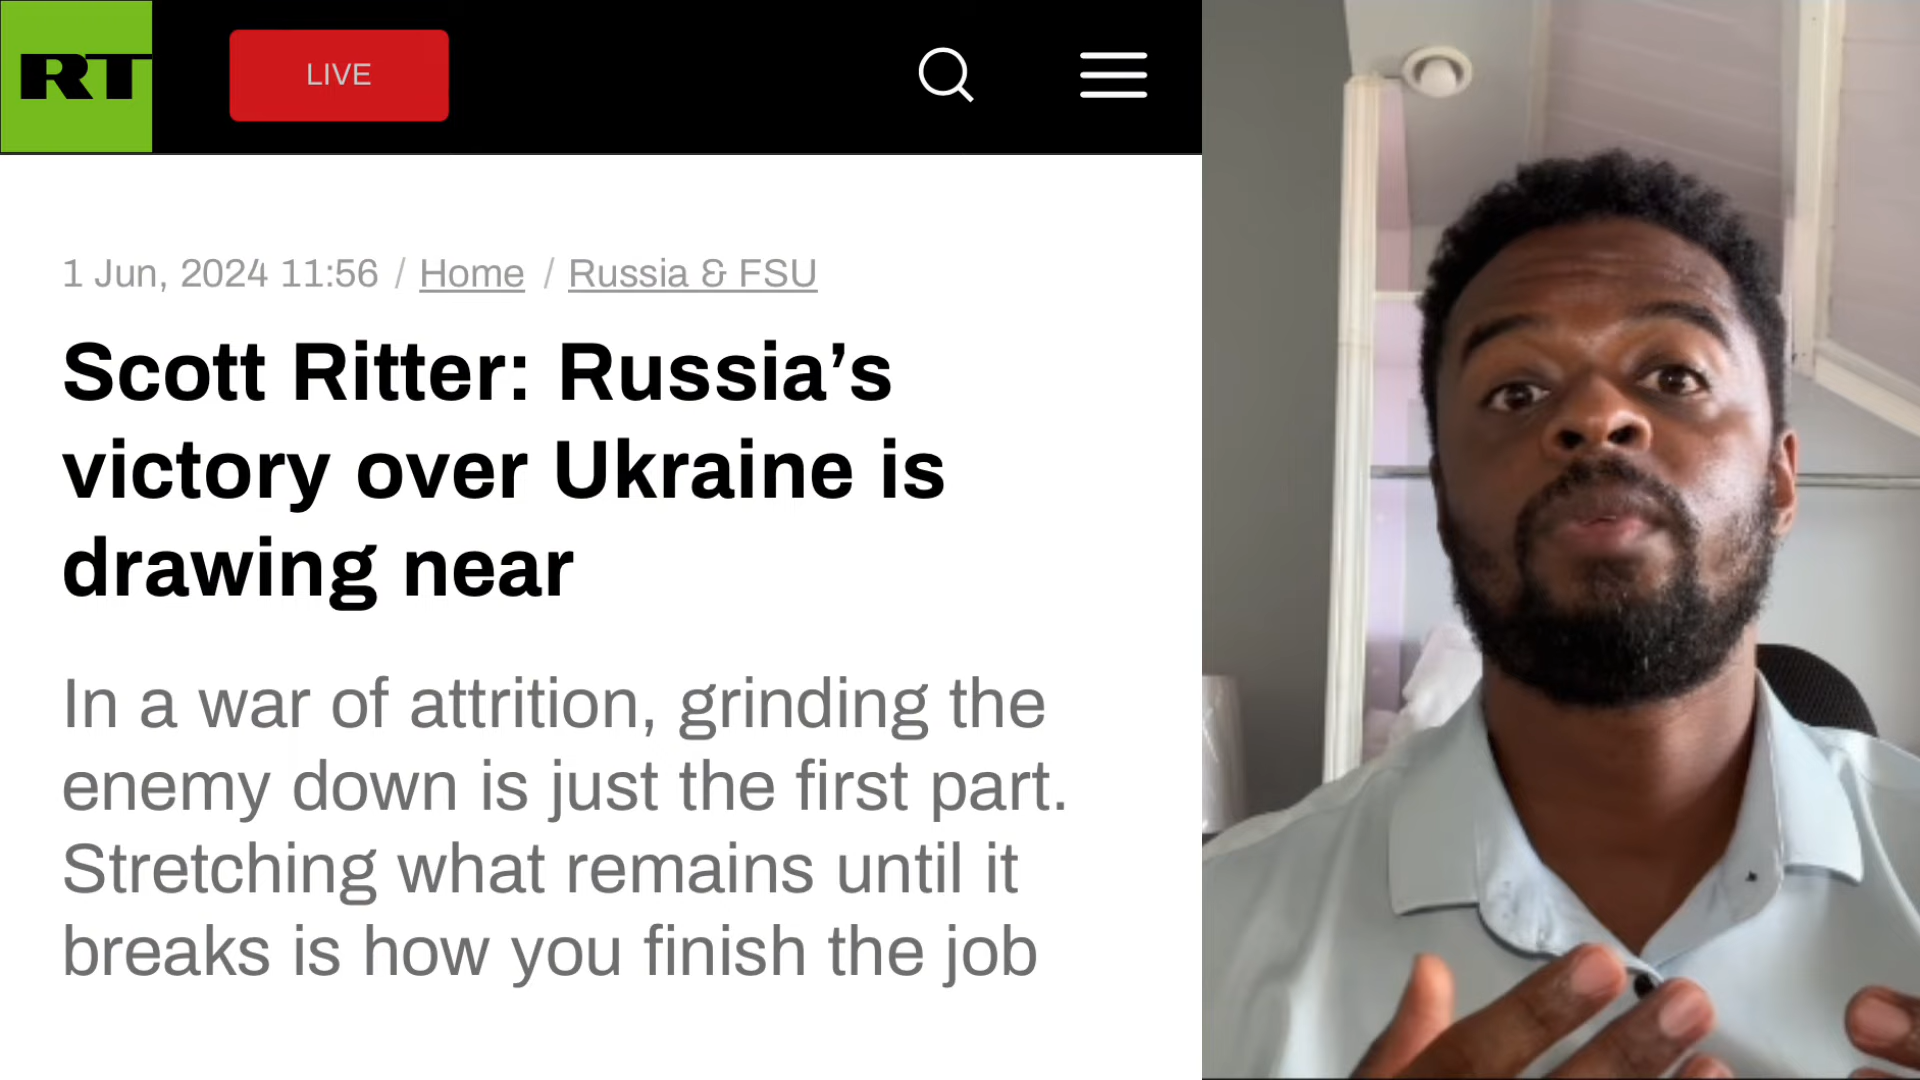 RT
LIVE
1 Jun, 2024 11:56 / Home / Russia & FSU
Scott Ritter: Russia’s
victory over Ukraine is
drawing near
In a war of attrition, grinding the
enemy down is just the first part.
Stretching what remains until it
breaks is how you finish the job